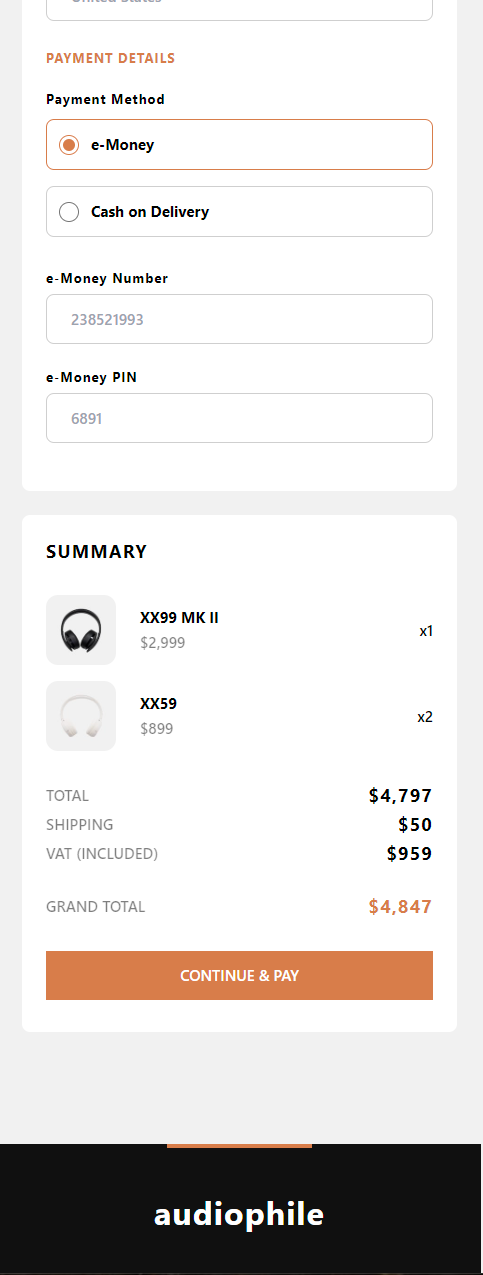 United States
PAYMENT DETAILS
Payment Method
e-Money
Cash on Delivery
e-Money Number
238521993
e-Money PIN
6891
SUMMARY
XX99 MK II
$2,999
x1
XX59
$899
x2
TOTAL $4,797
SHIPPING $50
VAT (INCLUDED) $959
GRAND TOTAL $4,847
CONTINUE & PAY
audiophile